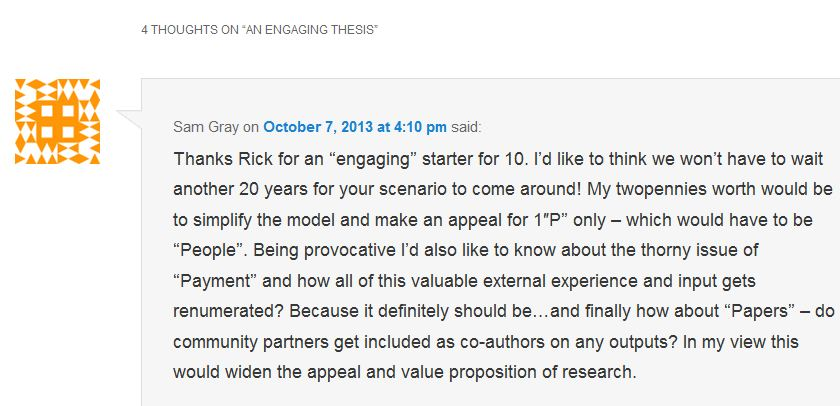 4 THOUGHTS ON “AN ENGAGING THESIS”
Sam Gray on October 7, 2013 at 4:10 pm said:
Thanks Rick for an “engaging” starter for 10. I’d like to think we won’t have to wait
another 20 years for your scenario to come around! My twopennies worth would be
to simplify the model and make an appeal for 1″P” only – which would have to be
“People”. Being provocative I’d also like to know about the thorny issue of
“Payment” and how all of this valuable external experience and input gets
renumerated? Because it definitely should be…and finally how about “Papers” – do
community partners get included as co-authors on any outputs? In my view this
would widen the appeal and value proposition of research.